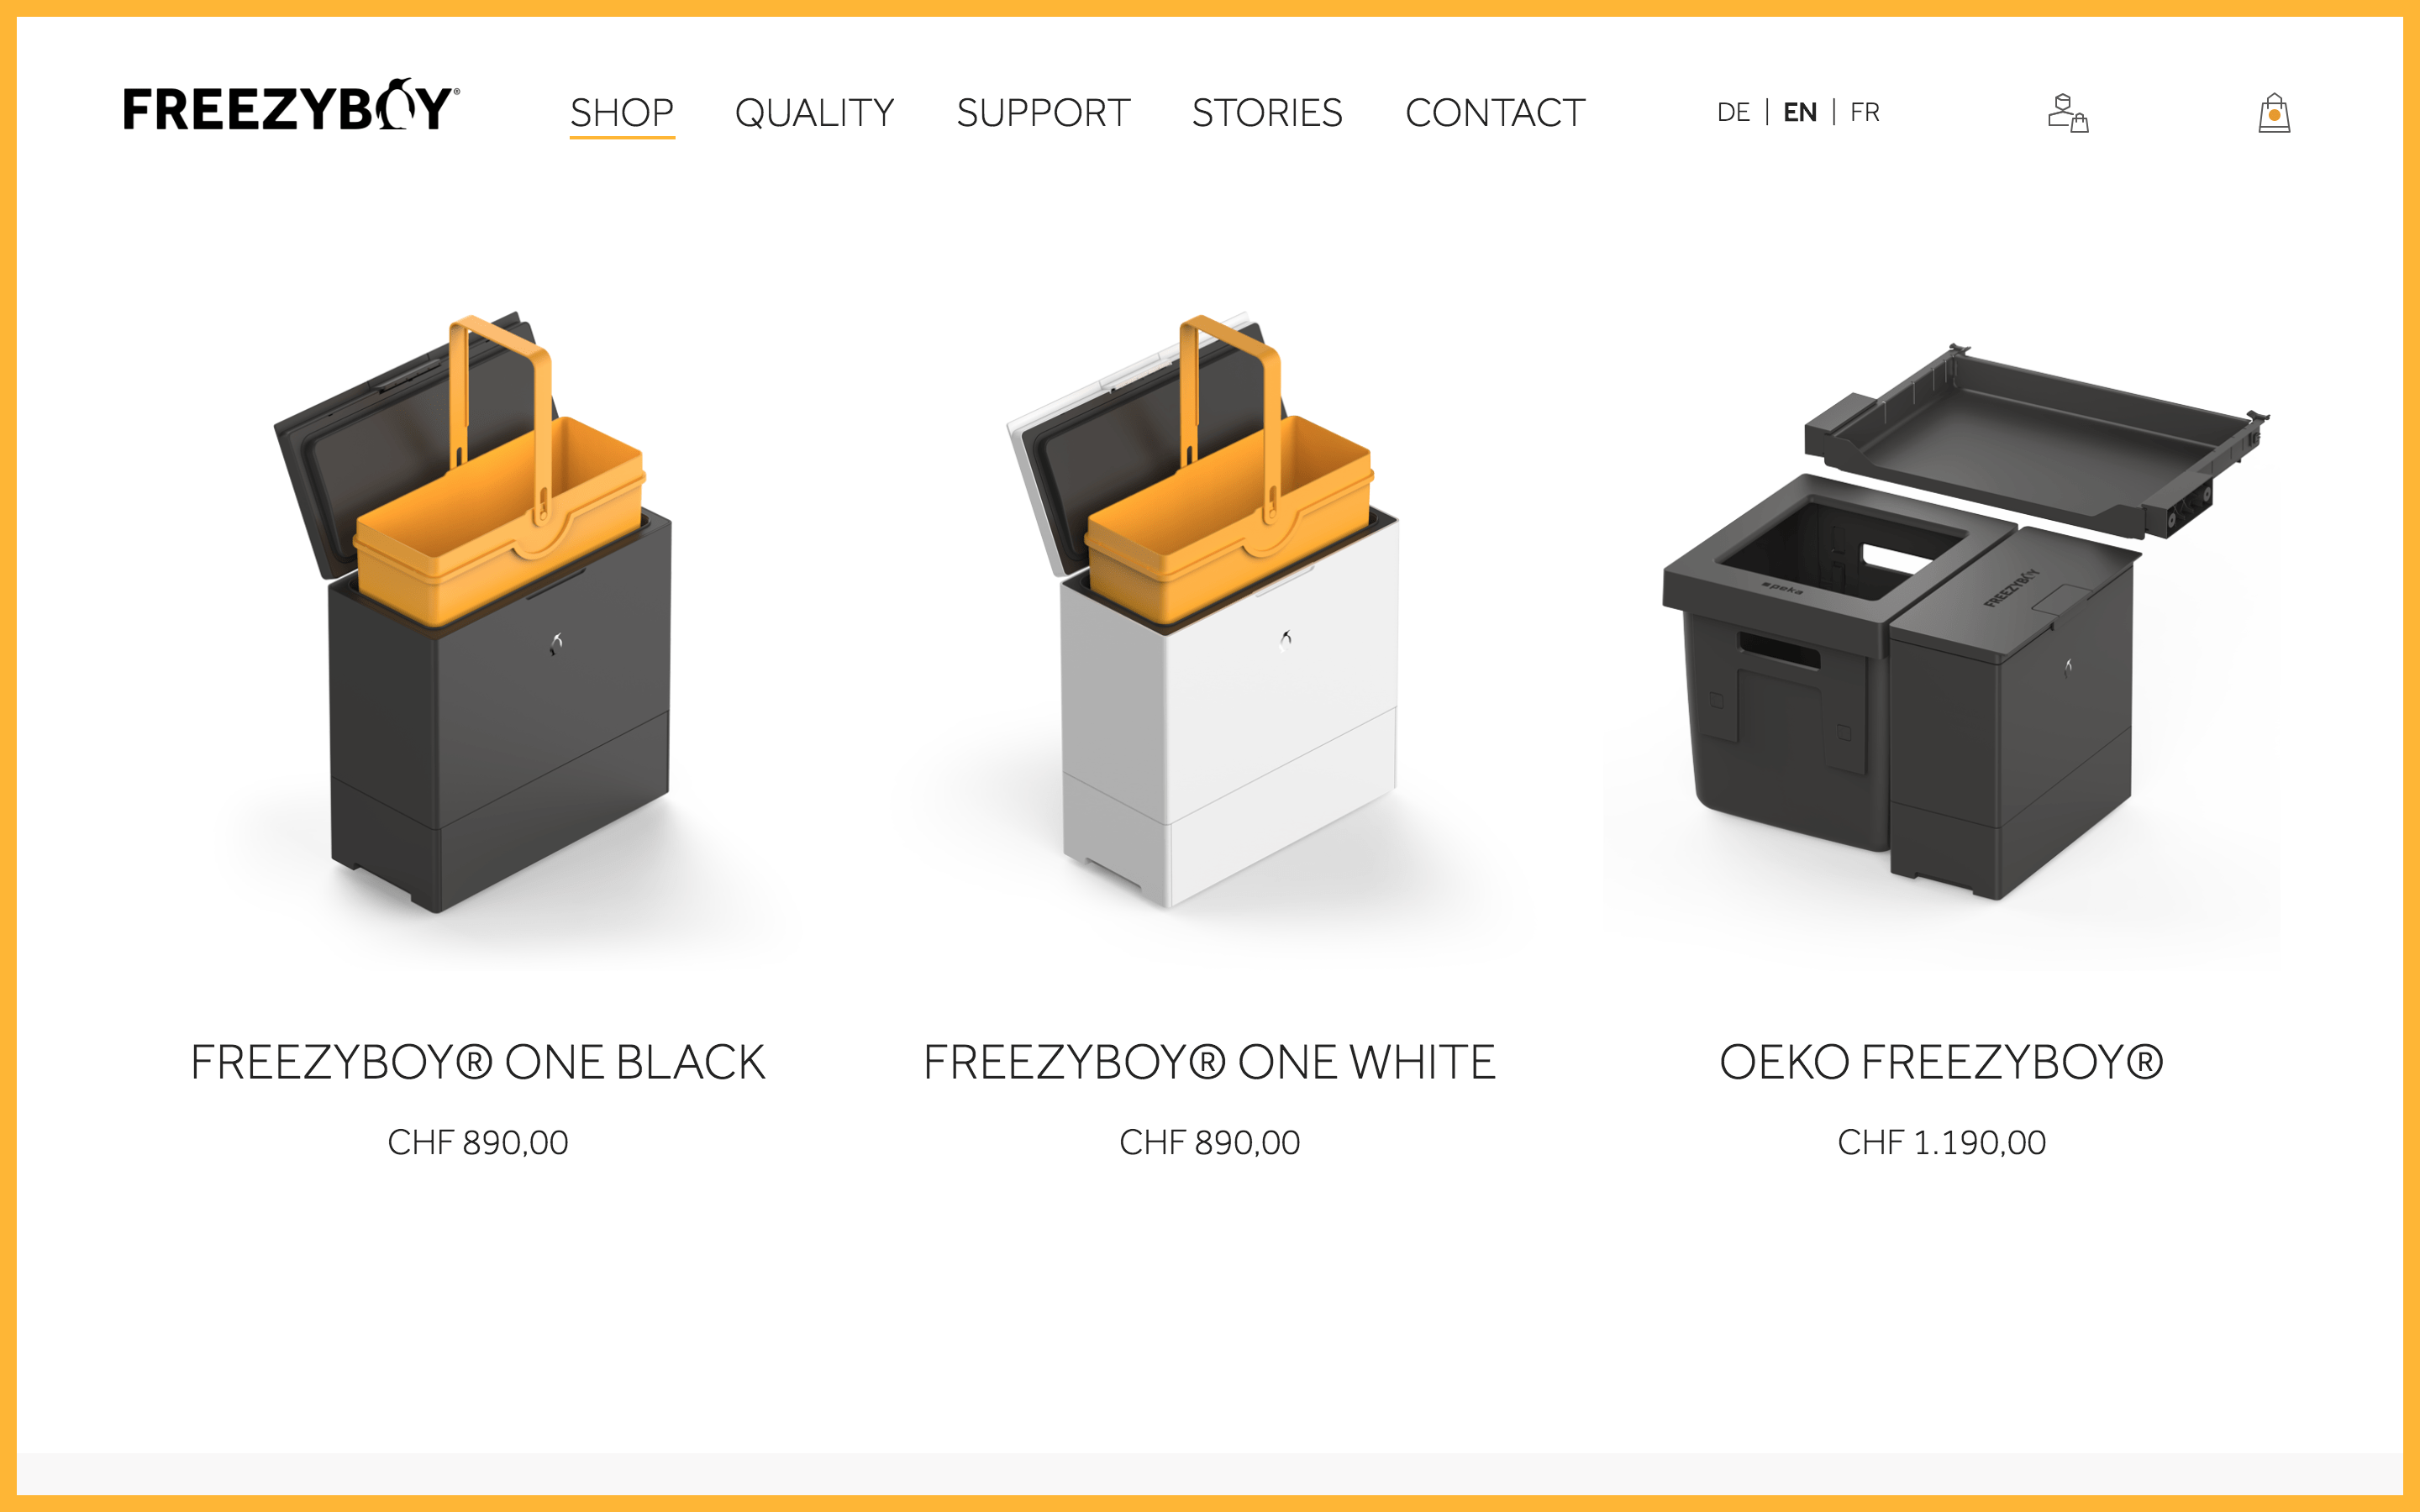 FREEZYBOY®
SHOP QUALITY SUPPORT STORIES CONTACT
DE | EN | FR
peka
FREEZYBOY
FREEZYBOY® ONE BLACK
CHF 890,00
FREEZYBOY® ONE WHITE
CHF 890,00
OEKO FREEZYBOY®
CHF 1.190,00